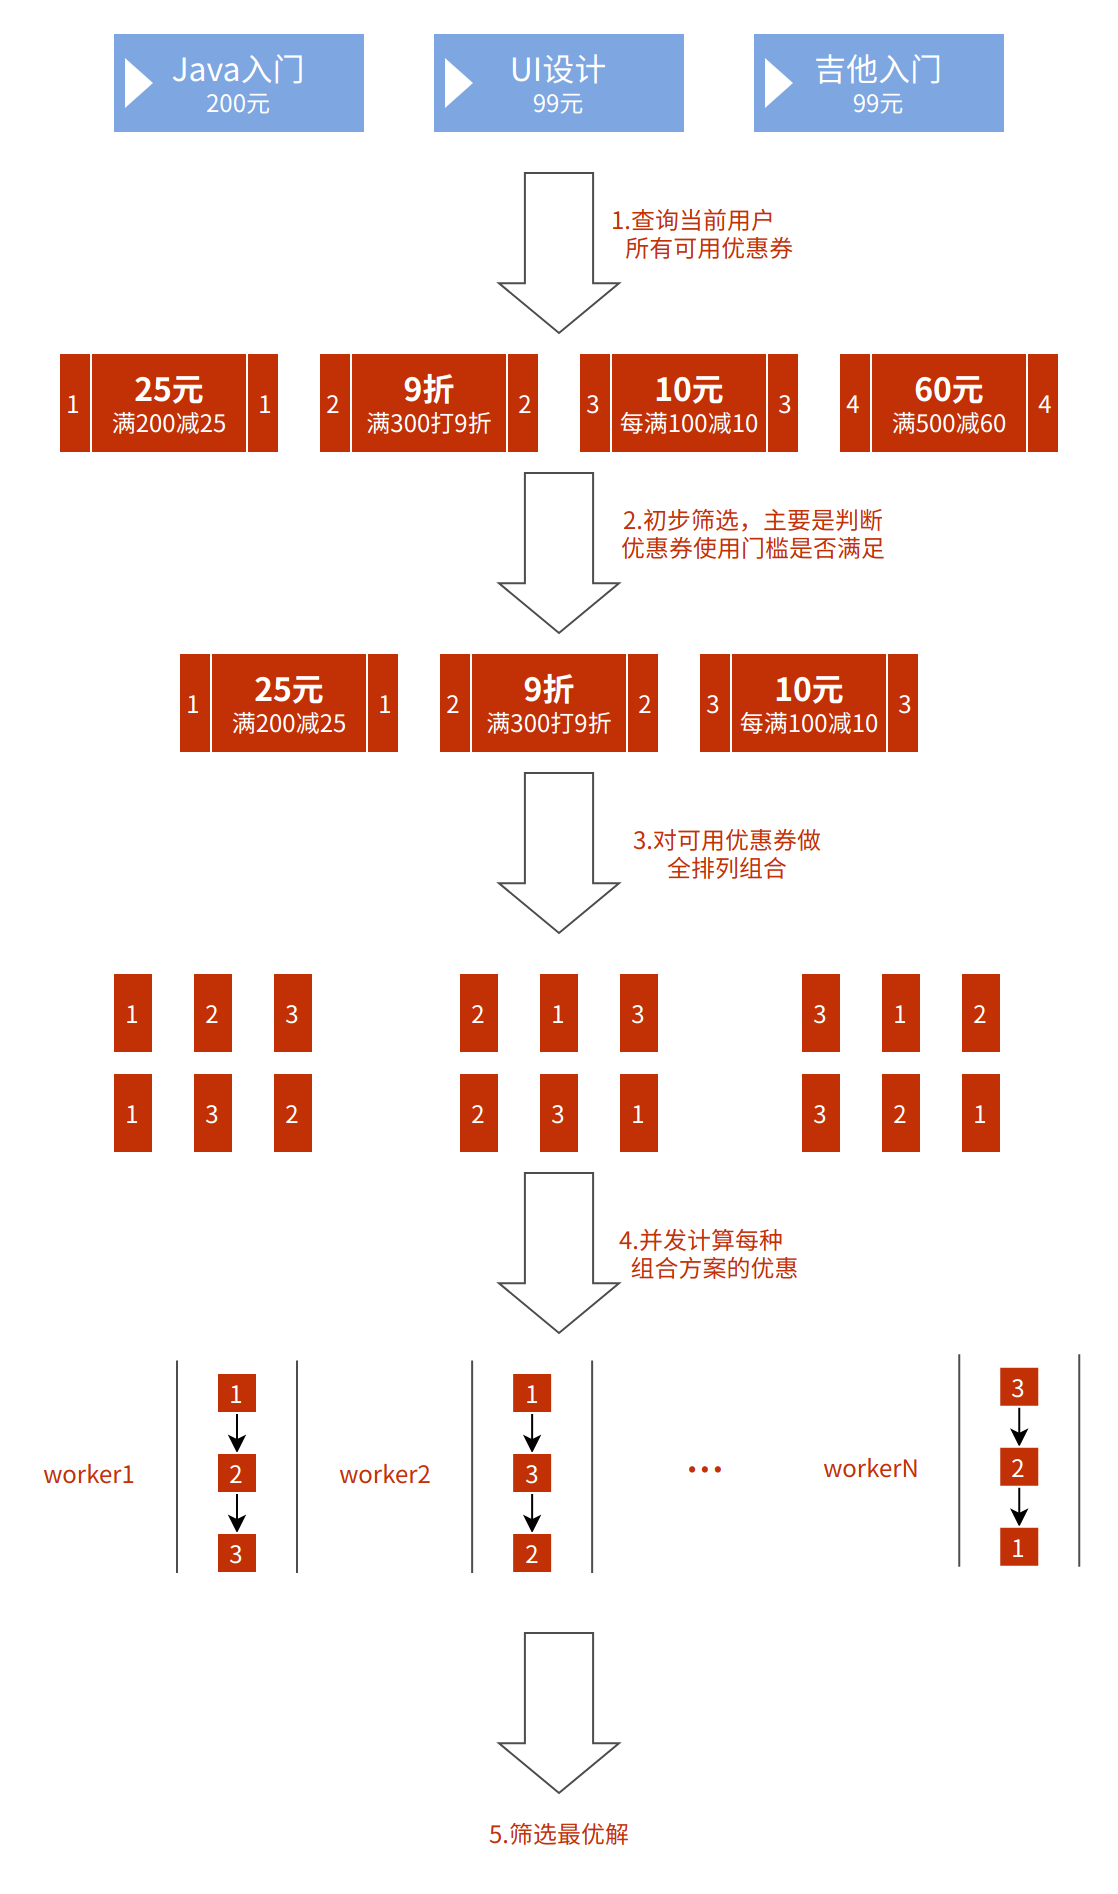 Java入门
200元
UI设计
99元
吉他入门
99元
1.查询当前用户
所有可用优惠券
1
25元
满200减25
1
2
9折
满300打9折
2
3
10元
每满100减10
3
4
60元
满500减60
4
2.初步筛选，主要是判断
优惠券使用门槛是否满足
1
25元
满200减25
1
2
9折
满300打9折
2
3
10元
每满100减10
3
3.对可用优惠券做
全排列组合
1 2 3
2 1 3
3 1 2
1 3 2
2 3 1
3 2 1
4.并发计算每种
组合方案的优惠
worker1
1
2
3
worker2
1
3
2
...
workerN
3
2
1
5.筛选最优解